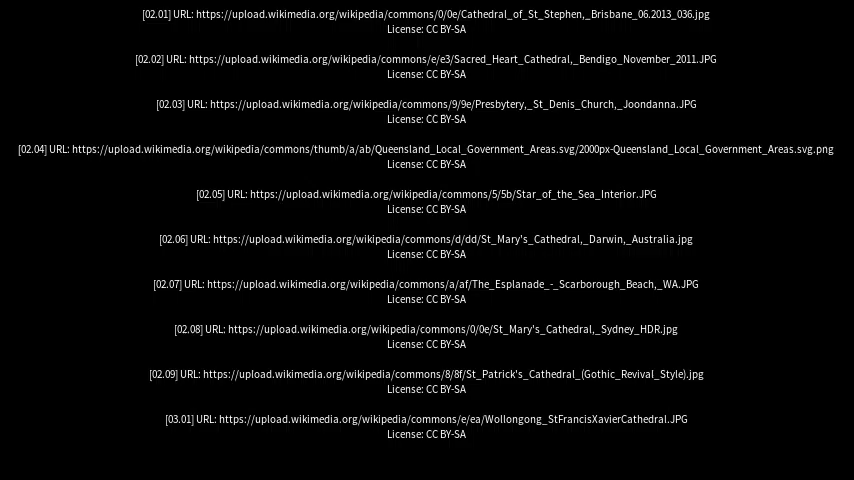 [02.01] URL: https://upload.wikimedia.org/wikipedia/commons/0/0e/Cathedral_of_St_Stephen,_Brisbane_06.2013_036.jpg
License: CC BY-SA
[02.02] URL: https://upload.wikimedia.org/wikipedia/commons/e/e3/Sacred_Heart_Cathedral,_Bendigo_November_2011.JPG
License: CC BY-SA
[02.03] URL: https://upload.wikimedia.org/wikipedia/commons/9/9e/Presbytery,_St_Denis_Church,_Joondanna.JPG
License: CC BY-SA
[02.04] URL: https://upload.wikimedia.org/wikipedia/commons/thumb/a/ab/Queensland_Local_Government_Areas.svg/2000px-Queensland_Local_Government_Areas.svg.png
License: CC BY-SA
[02.05] URL: https://upload.wikimedia.org/wikipedia/commons/5/5b/Star_of_the_Sea_Interior.JPG
License: CC BY-SA
[02.06] URL: https://upload.wikimedia.org/wikipedia/commons/d/dd/St_Mary's_Cathedral,_Darwin,_Australia.jpg
License: CC BY-SA
[02.07] URL: https://upload.wikimedia.org/wikipedia/commons/a/af/The_Esplanade_-_Scarborough_Beach,_WA.JPG
License: CC BY-SA
[02.08] URL: https://upload.wikimedia.org/wikipedia/commons/0/0e/St_Mary's_Cathedral,_Sydney_HDR.jpg
License: CC BY-SA
[02.09] URL: https://upload.wikimedia.org/wikipedia/commons/8/8f/St_Patrick's_Cathedral_(Gothic_Revival_Style).jpg
License: CC BY-SA
[03.01] URL: https://upload.wikimedia.org/wikipedia/commons/e/ea/Wollongong_StFrancisXavierCathedral.JPG
License: CC BY-SA